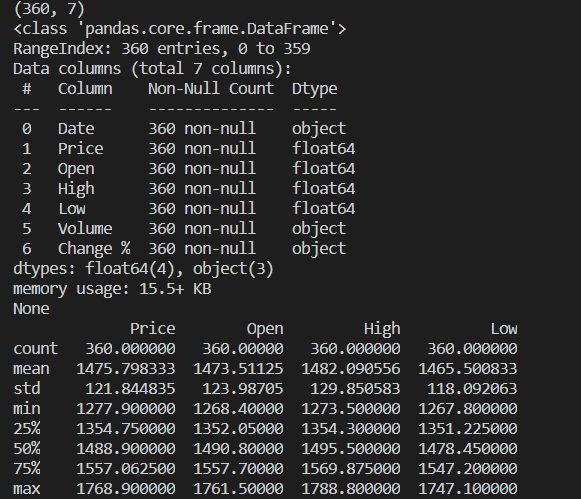 (360, 7)
<class 'pandas.core.frame.DataFrame'>
RangeIndex: 360 entries, 0 to 359
Data columns (total 7 columns):
 #   Column    Non-Null Count  Dtype
---  ------    --------------  -----
 0   Date      360 non-null    object
 1   Price     360 non-null    float64
 2   Open      360 non-null    float64
 3   High      360 non-null    float64
 4   Low       360 non-null    float64
 5   Volume    360 non-null    object
 6   Change %  360 non-null    object
dtypes: float64(4), object(3)
memory usage: 15.5+ KB
None
             Price        Open         High          Low
count   360.000000   360.00000   360.000000   360.000000
mean   1475.798333  1473.51125  1482.090556  1465.500833
std     121.844835   123.98705   129.850583   118.092063
min    1277.900000  1268.40000  1273.500000  1267.800000
25%    1354.750000  1352.05000  1354.300000  1351.225000
50%    1488.900000  1490.80000  1495.500000  1478.450000
75%    1557.062500  1557.70000  1569.875000  1547.200000
max    1768.900000  1761.50000  1788.800000  1747.100000